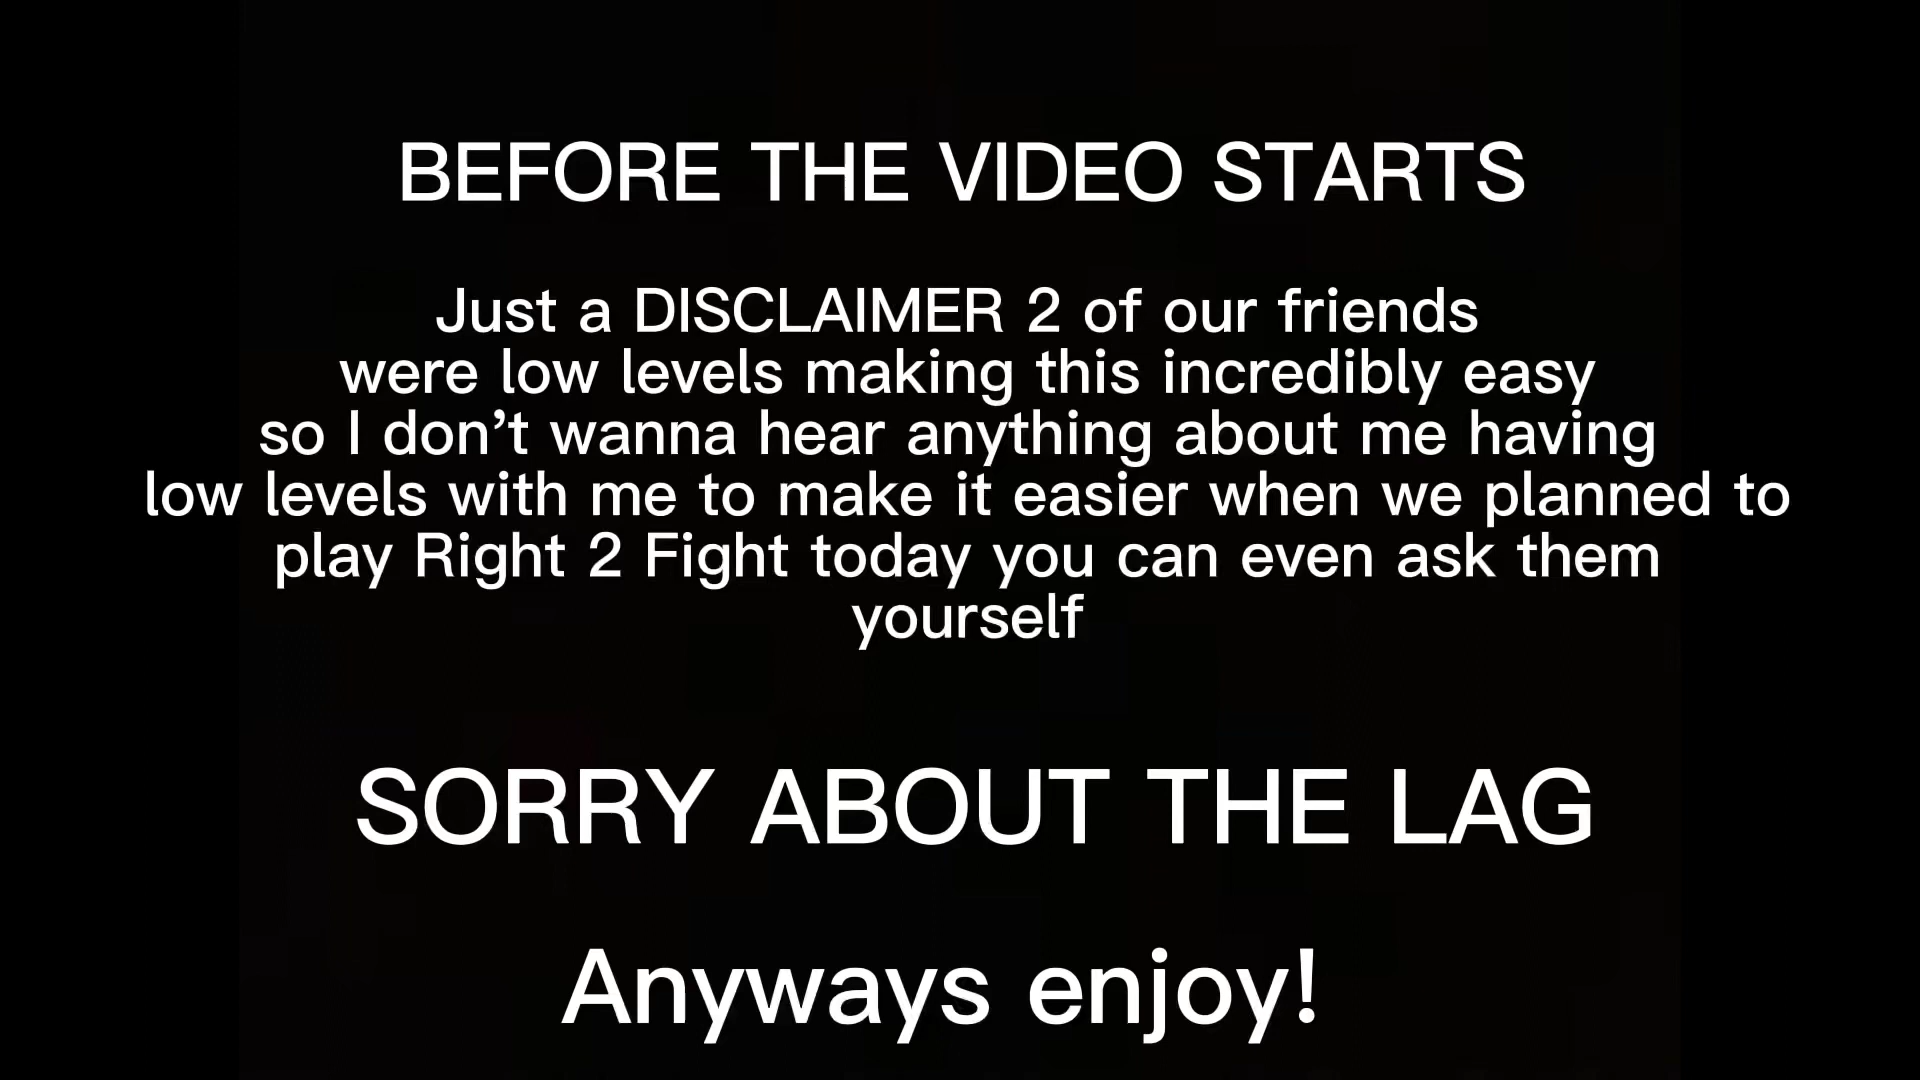 BEFORE THE VIDEO STARTS
Just a DISCLAIMER 2 of our friends
were low levels making this incredibly easy
so I don’t wanna hear anything about me having
low levels with me to make it easier when we planned to
play Right 2 Fight today you can even ask them
yourself
SORRY ABOUT THE LAG
Anyways enjoy!